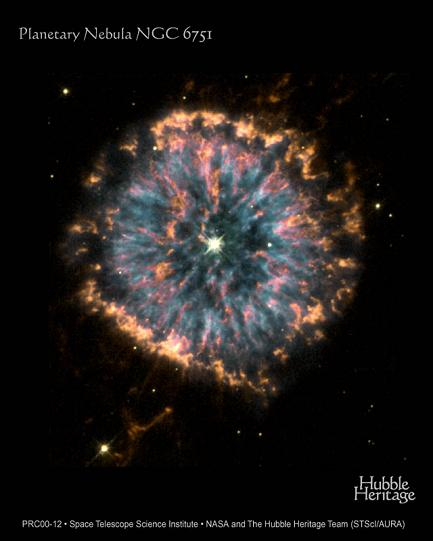 Planetary Nebula NGC 6751
Hubble
Heritage
PRC00-12 • Space Telescope Science Institute • NASA and The Hubble Heritage Team (STScI/AURA)